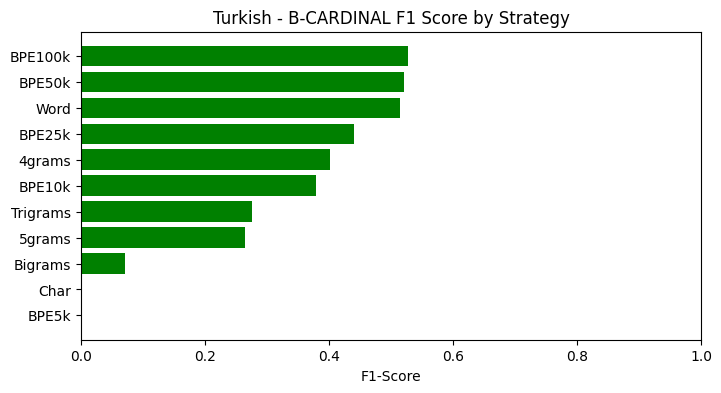 Turkish - B-CARDINAL F1 Score by Strategy
BPE100k
BPE50k
Word
BPE25k
4grams
BPE10k
Trigrams
5grams
Bigrams
Char
BPE5k
0.0 0.2 0.4 0.6 0.8 1.0
F1-Score